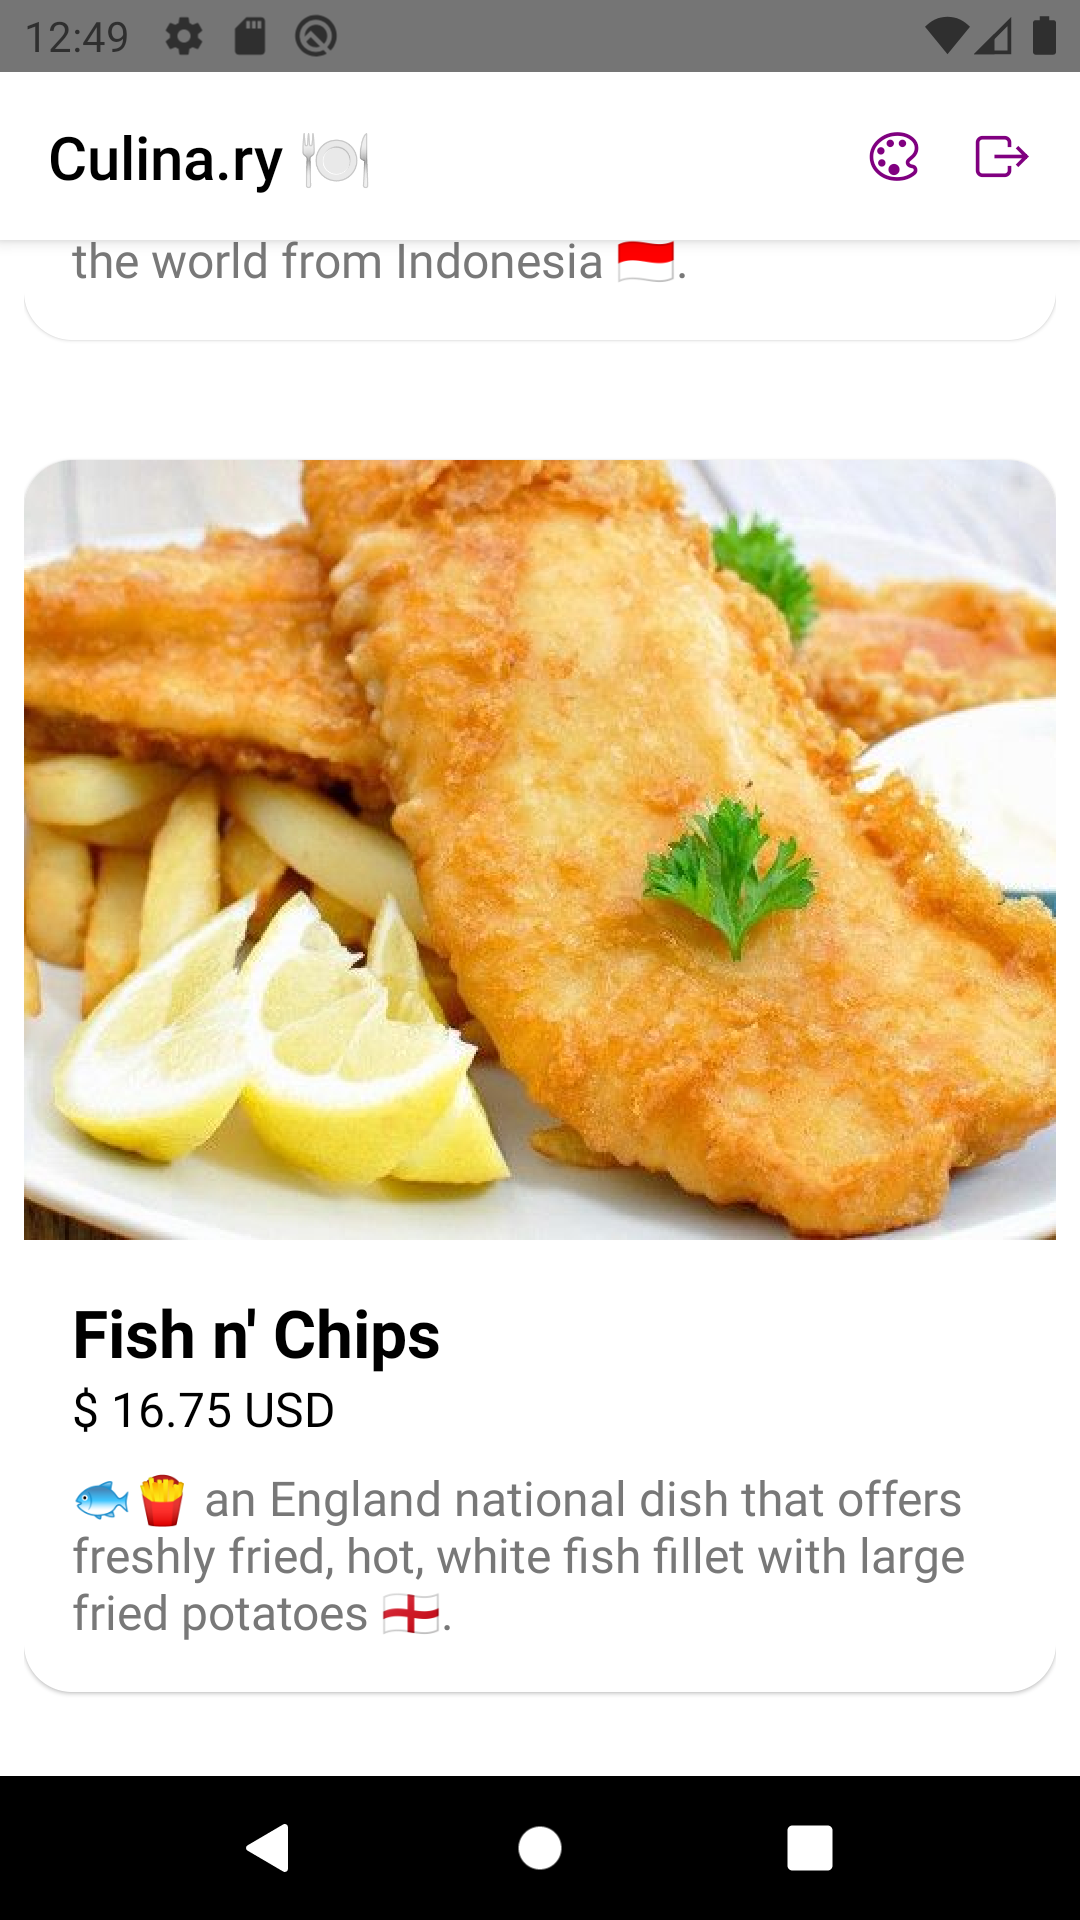 12:49
Culina.ry 🍽️
the world from Indonesia 🇮🇩.
Fish n' Chips
$ 16.75 USD
🐟🍟 an England national dish that offers
freshly fried, hot, white fish fillet with large
fried potatoes 🏴󠁧󠁢󠁥󠁮󠁧󠁿.